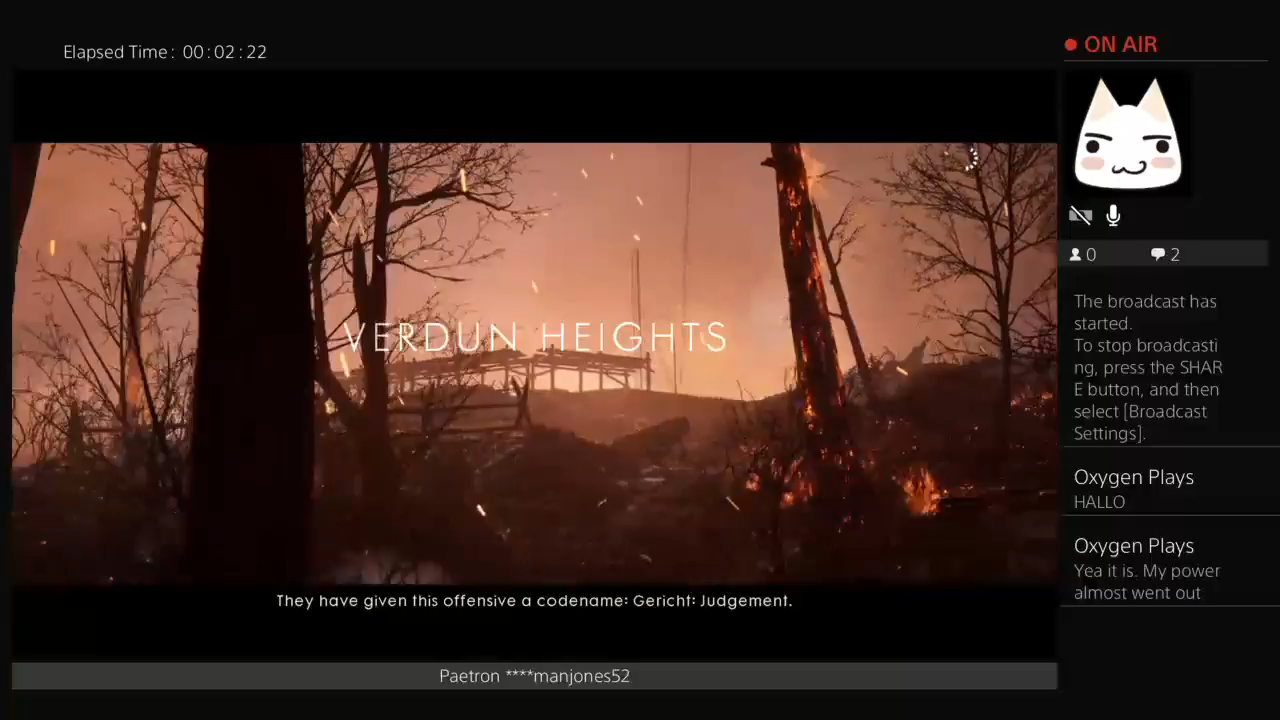 Elapsed Time: 00:02:22
ON AIR
VERDUN HEIGHTS
They have given this offensive a codename: Gericht: Judgement.
Paetron ****manjones52
0 2
The broadcast has
started.
To stop broadcasti
ng, press the SHAR
E button, and then
select [Broadcast
Settings].
Oxygen Plays
HALLO
Oxygen Plays
Yea it is. My power
almost went out